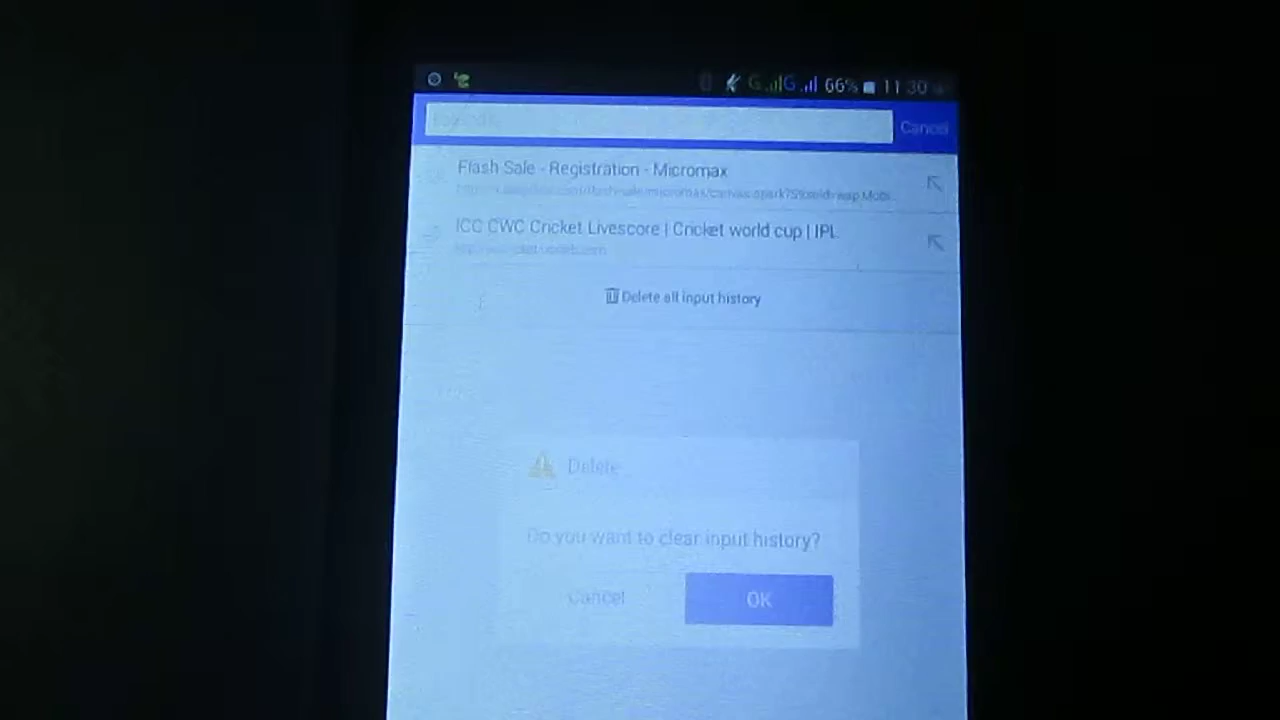 G G 66% 11 30
Cancel
Flash Sale - Registration - Micromax
ICC CWC Cricket Livescore | Cricket world cup | IPL
Delete all input history
Delete
Do you want to clear input history?
Cancel OK